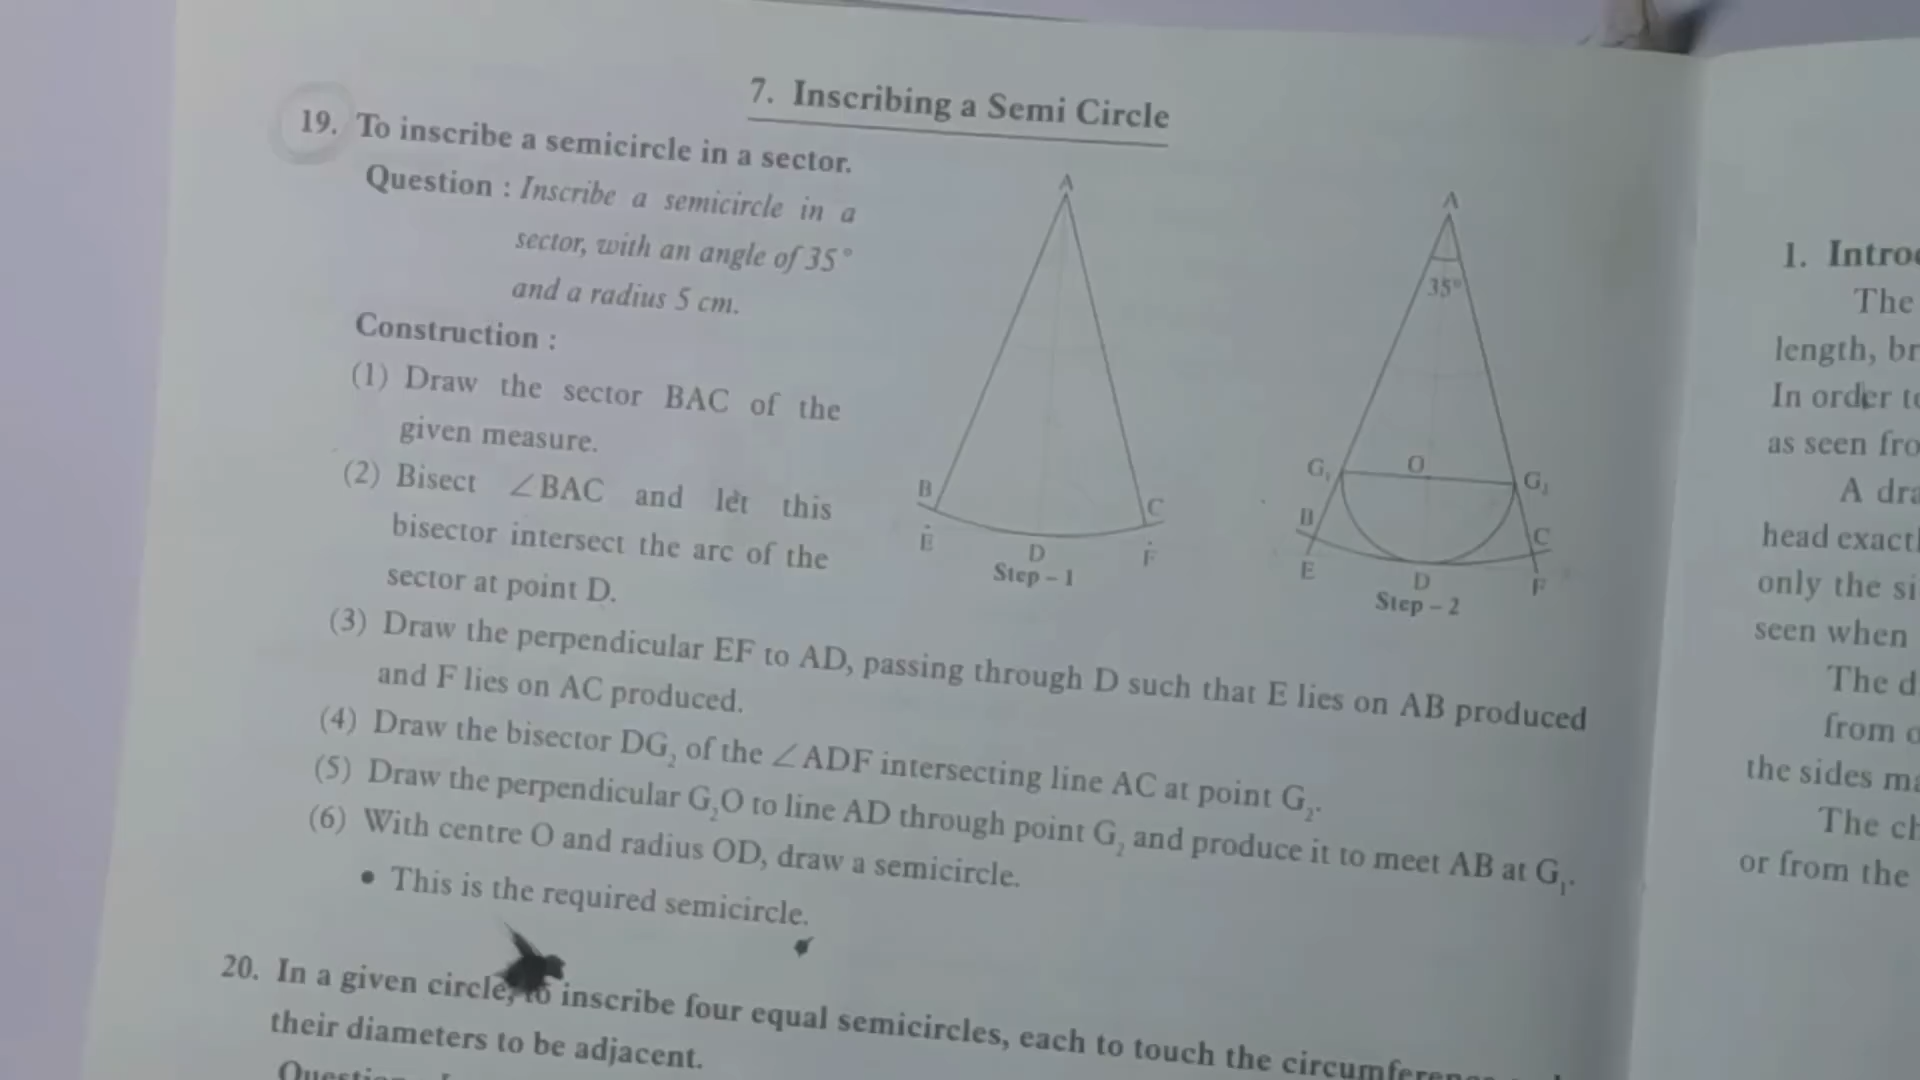 7. Inscribing a Semi Circle
19. To inscribe a semicircle in a sector.
Question : Inscribe a semicircle in a
sector, with an angle of 35°
and a radius 5 cm.
Construction :
(1) Draw the sector BAC of the
given measure.
(2) Bisect ∠BAC and let this
bisector intersect the arc of the
sector at point D.
A
B
C
E
D
F
Step – 1
A
35°
G₁
O
G₂
B
C
E
D
F
Step – 2
(3) Draw the perpendicular EF to AD, passing through D such that E lies on AB produced
and F lies on AC produced.
(4) Draw the bisector DG₂ of the ∠ADF intersecting line AC at point G₂.
(5) Draw the perpendicular G₂O to line AD through point G₂ and produce it to meet AB at G₁.
(6) With centre O and radius OD, draw a semicircle.
• This is the required semicircle.
20. In a given circle, to inscribe four equal semicircles, each to touch the
their diameters to be adjacent.
1.
The
length,
In order
as seen
A
head
only the
seen when
The
from
the sides
The
or from the